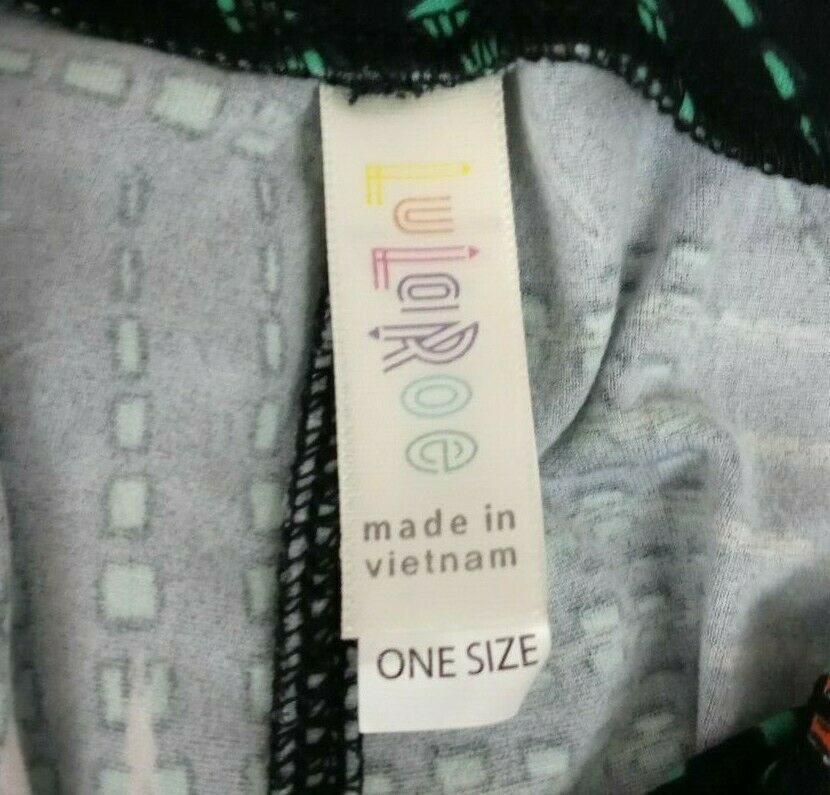 LuLaRoe
made in
vietnam
ONE SIZE